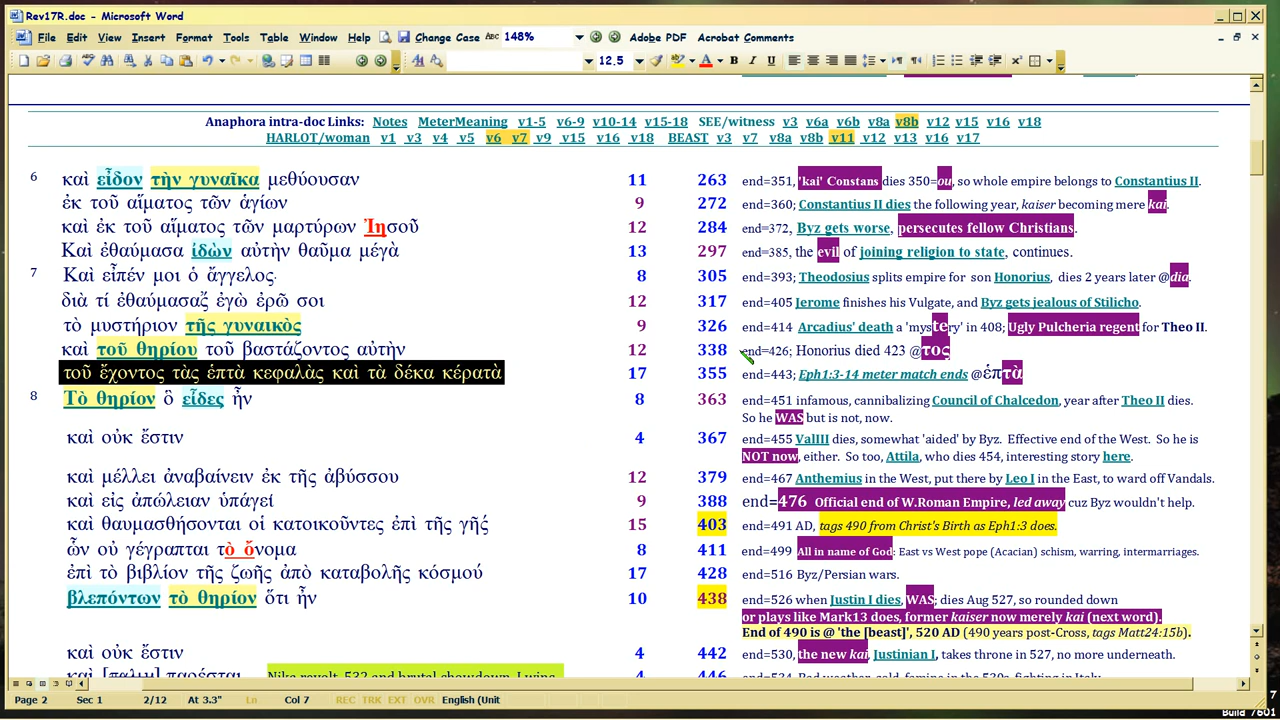 Rev17R.doc - Microsoft Word
File Edit View Insert Format Tools Table Window Help Change Case ABC 148% Adobe PDF Acrobat Comments
12.5 B I U
Anaphora intra-doc Links: Notes MeterMeaning v1-5 v6-9 v10-14 v15-18 SEE/witness v3 v6a v6b v8a v8b v12 v15 v16 v18
HARLOT/woman v1 v3 v4 v5 v6 v7 v9 v15 v16 v18 BEAST v3 v7 v8a v8b v11 v12 v13 v16 v17
6 καὶ εἶδον τὴν γυναῖκα μεθύουσαν 11 263 end=351, 'kai' Constans dies 350=ou, so whole empire belongs to Constantius II.
ἐκ τοῦ αἵματος τῶν ἁγίων 9 272 end=360; Constantius II dies the following year, kaiser becoming mere kai.
καὶ ἐκ τοῦ αἵματος τῶν μαρτύρων Ἰησοῦ 12 284 end=372, Byz gets worse, persecutes fellow Christians.
Καὶ ἐθαύμασα ἰδὼν αὐτὴν θαῦμα μέγὰ 13 297 end=385, the evil of joining religion to state, continues.
7 Καὶ εἶπέν μοι ὁ ἄγγελος· 8 305 end=393; Theodosius splits empire for son Honorius, dies 2 years later @dia.
διὰ τί ἐθαύμασαξ̀ ἐγὼ ἐρῶ σοι 12 317 end=405 Jerome finishes his Vulgate, and Byz gets jealous of Stilicho.
τὸ μυστήριον τῆς γυναικὸς 9 326 end=414 Arcadius' death a 'mystery' in 408; Ugly Pulcheria regent for Theo II.
καὶ τοῦ θηρίου τοῦ βαστάζοντος αὐτὴν 12 338 end=426; Honorius died 423 @τος
τοῦ ἔχοντος τὰς ἑπτὰ κεφαλὰς καὶ τὰ δέκα κέρατὰ 17 355 end=443; Eph1:3-14 meter match ends @ἑπτὰ
8 Τὸ θηρίον ὃ εἶδες ἦν 8 363 end=451 infamous, cannibalizing Council of Chalcedon, year after Theo II dies.
So he WAS but is not, now.
καὶ οὐκ ἔστιν 4 367 end=455 ValIII dies, somewhat 'aided' by Byz. Effective end of the West. So he is
NOT now, either. So too, Attila, who dies 454, interesting story here.
καὶ μέλλει ἀναβαίνειν ἐκ τῆς ἀβύσσου 12 379 end=467 Anthemius in the West, put there by Leo I in the East, to ward off Vandals.
καὶ εἰς ἀπώλειαν ὑπάγεί 9 388 end=476 Official end of W.Roman Empire, led away cuz Byz wouldn't help.
καὶ θαυμασθήσονται οἱ κατοικοῦντες ἐπὶ τῆς γῆς́ 15 403 end=491 AD, tags 490 from Christ's Birth as Eph1:3 does.
ὧν οὐ γέγραπται τὸ ὄνομα 8 411 end=499 All in name of God: East vs West pope (Acacian) schism, warring, intermarriages.
ἐπὶ τὸ βιβλίον τῆς ζωῆς ἀπὸ καταβολῆς κόσμού 17 428 end=516 Byz/Persian wars.
βλεπόντων τὸ θηρίον ὅτι ἦν 10 438 end=526 when Justin I dies, WAS; dies Aug 527, so rounded down
or plays like Mark13 does, former kaiser now merely kai (next word).
End of 490 is @ 'the [beast]', 520 AD (490 years post-Cross, tags Matt24:15b).
καὶ οὐκ ἔστιν 4 442 end=530, the new kai, Justinian I, takes throne in 527, no more underneath.
Page 2 Sec 1 2/12 At 3.3" Ln Col 7 REC TRK EXT OVR English (Unit
7
Build 7601